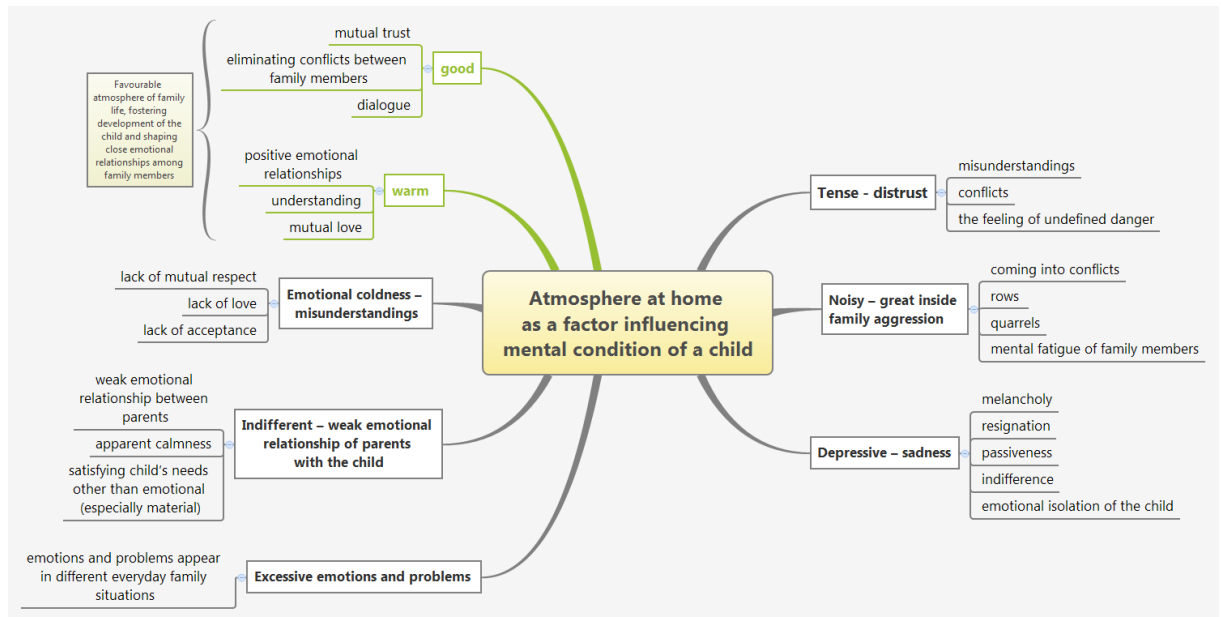 Atmosphere at home
as a factor influencing
mental condition of a child
good
mutual trust
eliminating conflicts between
family members
dialogue
warm
positive emotional
relationships
understanding
mutual love
Favourable
atmosphere of family
life, fostering
development of the
child and shaping
close emotional
relationships among
family members
Emotional coldness –
misunderstandings
lack of mutual respect
lack of love
lack of acceptance
Indifferent – weak emotional
relationship of parents
with the child
weak emotional
relationship between
parents
apparent calmness
satisfying child's needs
other than emotional
(especially material)
Excessive emotions and problems
emotions and problems appear
in different everyday family
situations
Tense - distrust
misunderstandings
conflicts
the feeling of undefined danger
Noisy – great inside
family aggression
coming into conflicts
rows
quarrels
mental fatigue of family members
Depressive – sadness
melancholy
resignation
passiveness
indifference
emotional isolation of the child